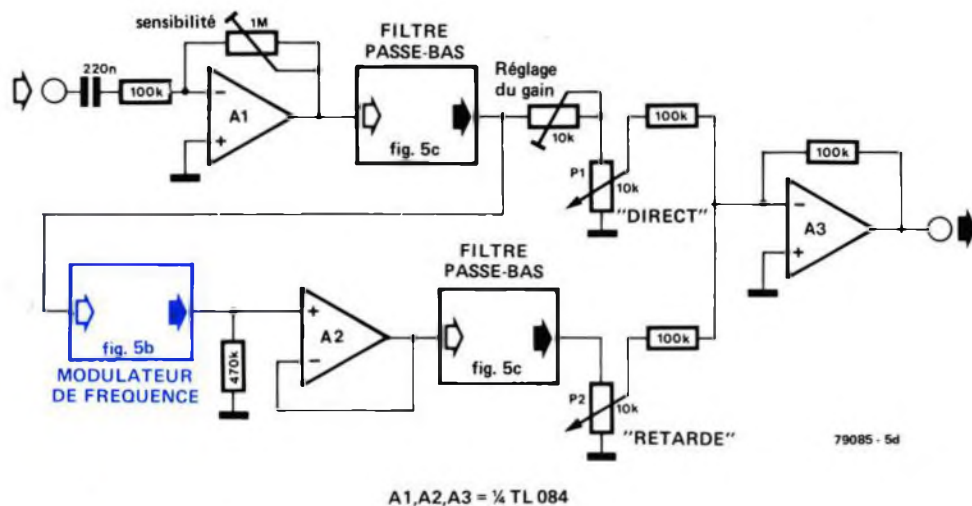 sensibilité
1M
220n
100k
A1
FILTRE
PASSE-BAS
fig. 5c
Réglage
du gain
10k
P1
10k
"DIRECT"
100k
100k
A3
fig. 5b
MODULATEUR
DE FREQUENCE
470k
A2
FILTRE
PASSE-BAS
fig. 5c
P2
10k
"RETARDE"
100k
79085 - 5d
A1,A2,A3 = ¼ TL 084